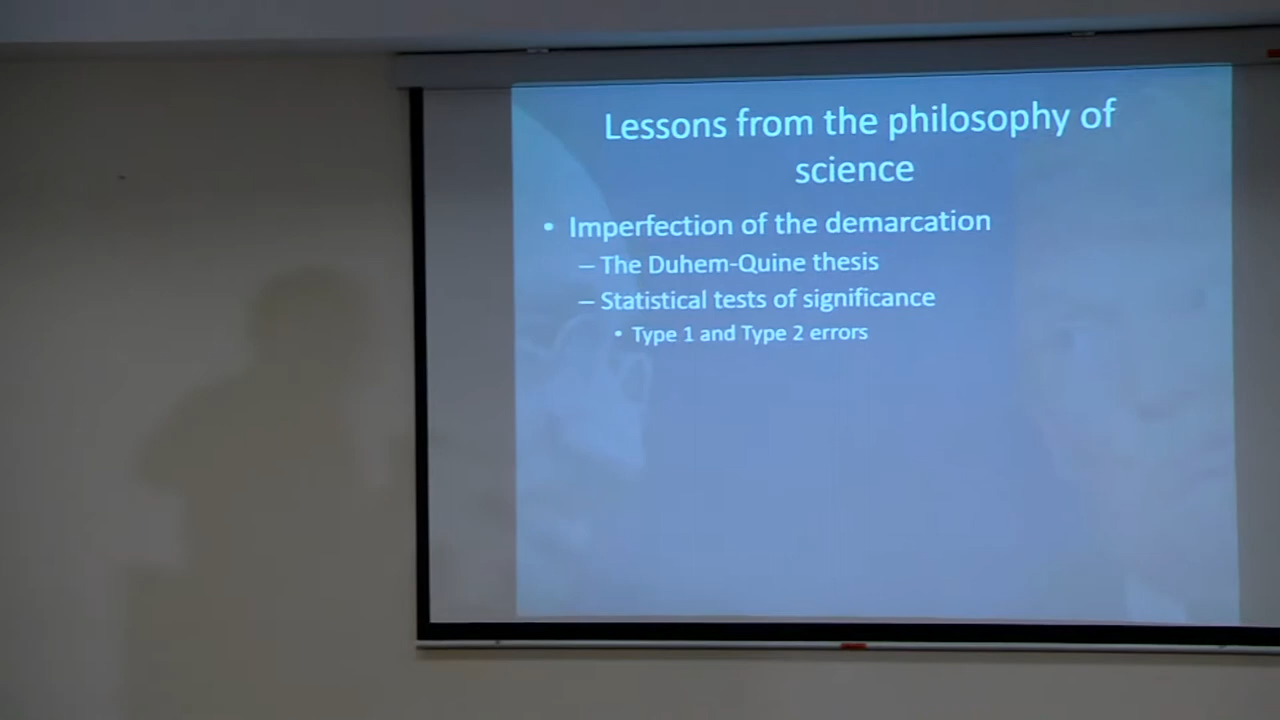 Lessons from the philosophy of
science
• Imperfection of the demarcation
– The Duhem-Quine thesis
– Statistical tests of significance
• Type 1 and Type 2 errors